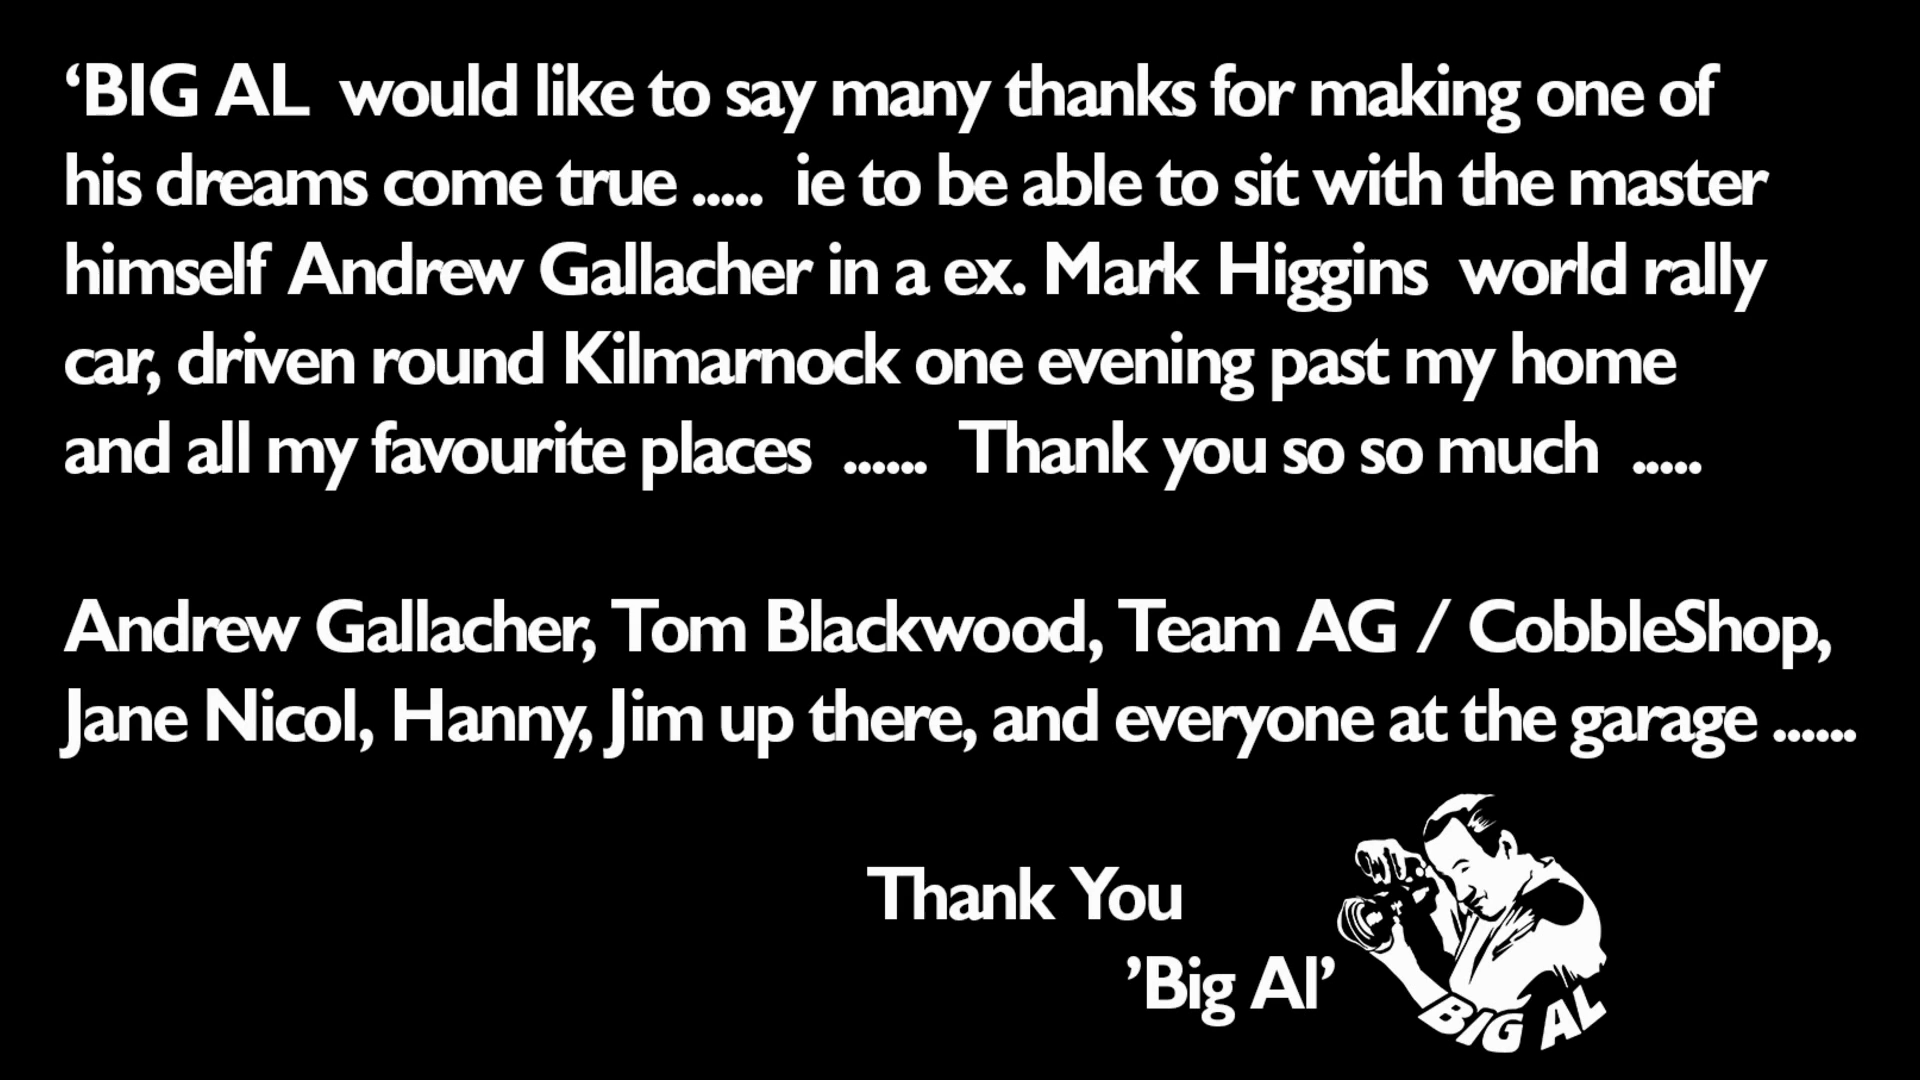 ‘BIG AL  would like to say many thanks for making one of
his dreams come true .....  ie to be able to sit with the master
himself Andrew Gallacher in a ex. Mark Higgins  world rally
car, driven round Kilmarnock one evening past my home
and all my favourite places  ......  Thank you so so much  .....
Andrew Gallacher, Tom Blackwood, Team AG / CobbleShop,
Jane Nicol, Hanny, Jim up there, and everyone at the garage ......
Thank You
’Big Al’
BIG AL